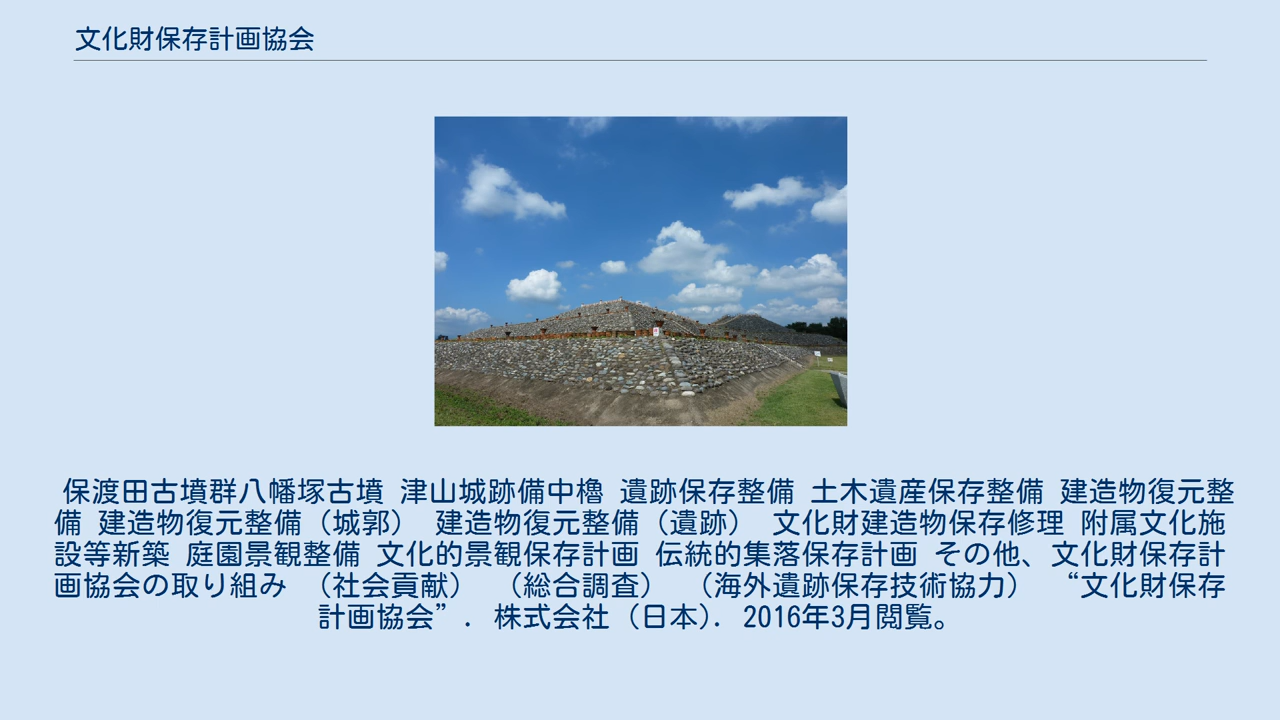 文化財保存計画協会
保渡田古墳群八幡塚古墳 津山城跡備中櫓 遺跡保存整備 土木遺産保存整備 建造物復元整
備 建造物復元整備（城郭） 建造物復元整備（遺跡） 文化財建造物保存修理 附属文化施
設等新築 庭園景観整備 文化的景観保存計画 伝統的集落保存計画 その他、文化財保存計
画協会の取り組み （社会貢献） （総合調査） （海外遺跡保存技術協力） “文化財保存
計画協会”. 株式会社 (日本). 2016年3月閲覧。